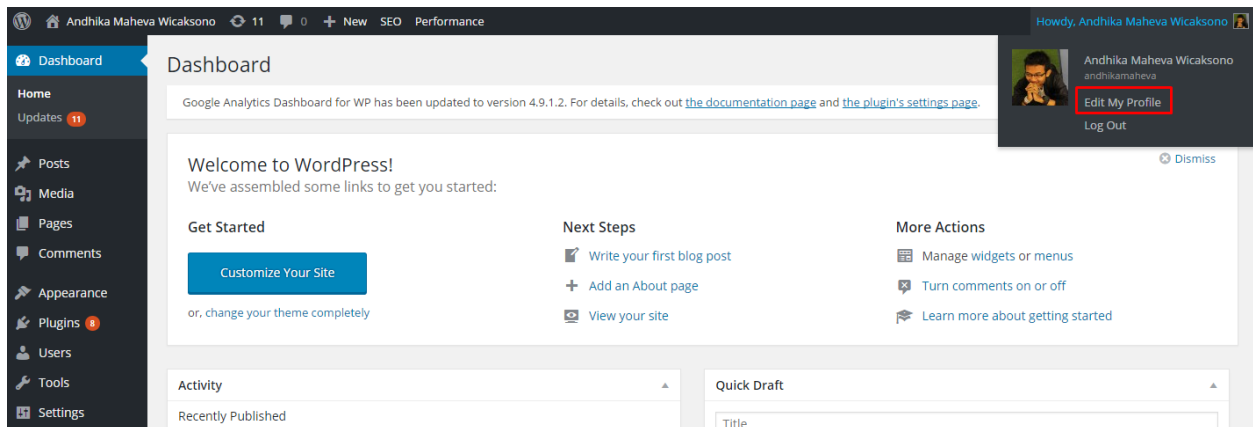 Andhika Maheva Wicaksono 11 0 + New SEO Performance Howdy, Andhika Maheva Wicaksono
Dashboard
Home
Updates 11
Posts
Media
Pages
Comments
Appearance
Plugins 8
Users
Tools
Settings
Dashboard
Google Analytics Dashboard for WP has been updated to version 4.9.1.2. For details, check out the documentation page and the plugin's settings page.
Andhika Maheva Wicaksono
andhikamaheva
Edit My Profile
Log Out
Welcome to WordPress!
We've assembled some links to get you started:
Dismiss
Get Started
Customize Your Site
or, change your theme completely
Next Steps
Write your first blog post
Add an About page
View your site
More Actions
Manage widgets or menus
Turn comments on or off
Learn more about getting started
Activity
Recently Published
Quick Draft
Title